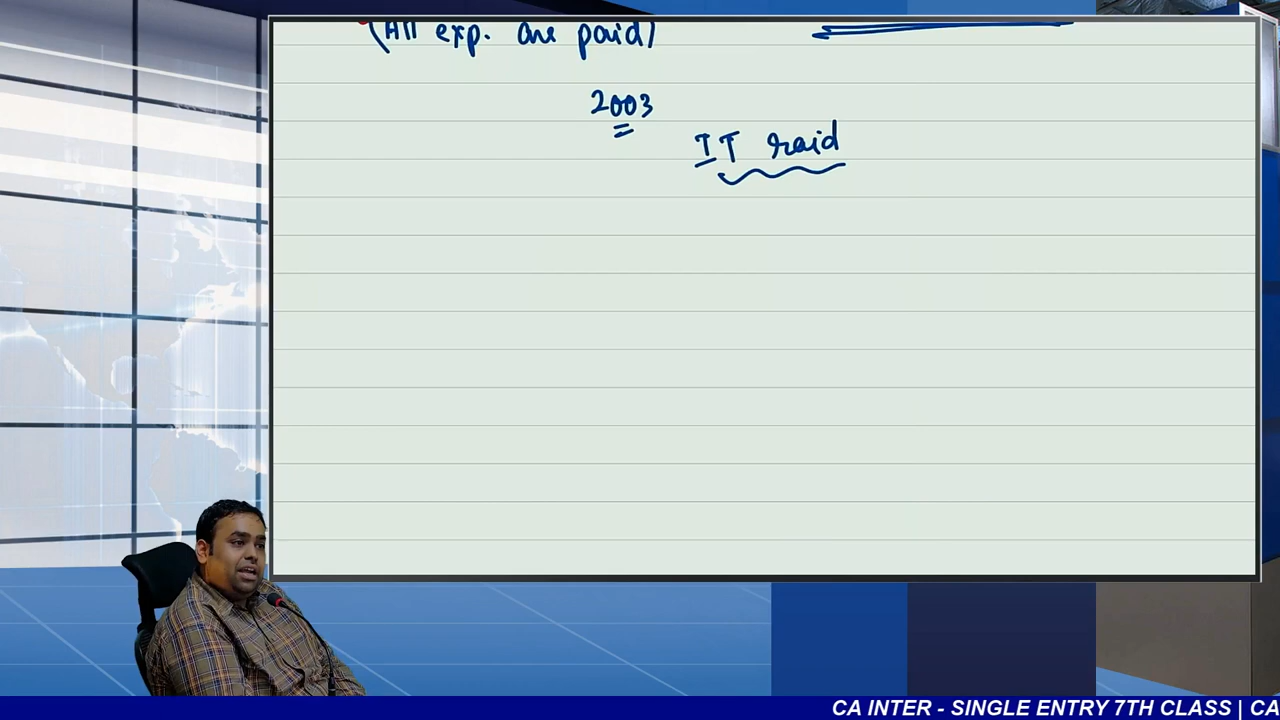 (All exp. are paid)
2003
IT raid
CA INTER - SINGLE ENTRY 7TH CLASS | CA